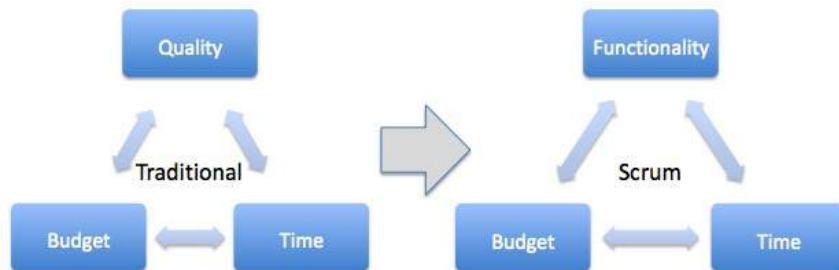 Quality
Functionality
Traditional
Scrum
Budget
Time
Budget
Time